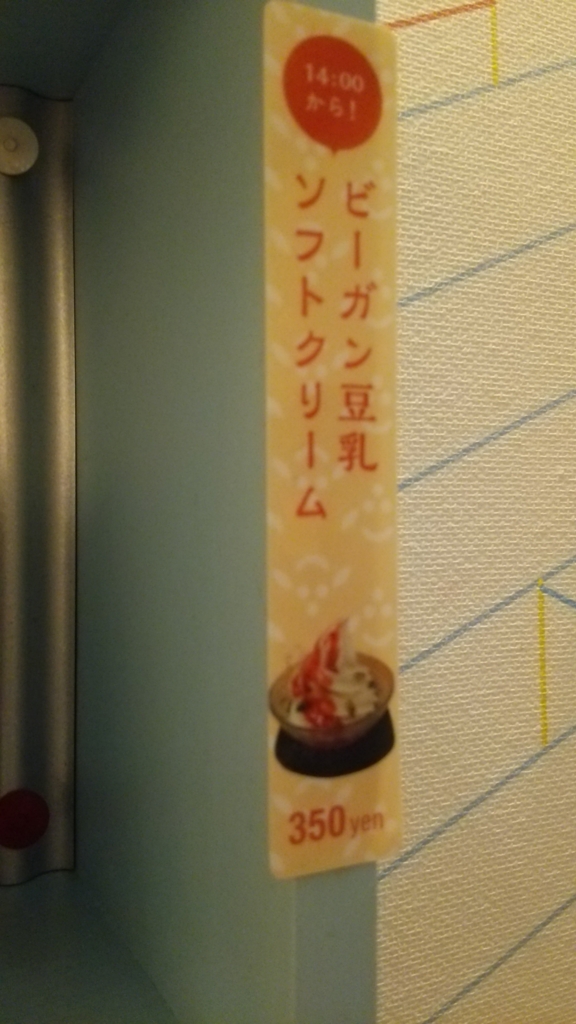 14:00
から!
ビーガン豆乳
ソフトクリーム
350yen